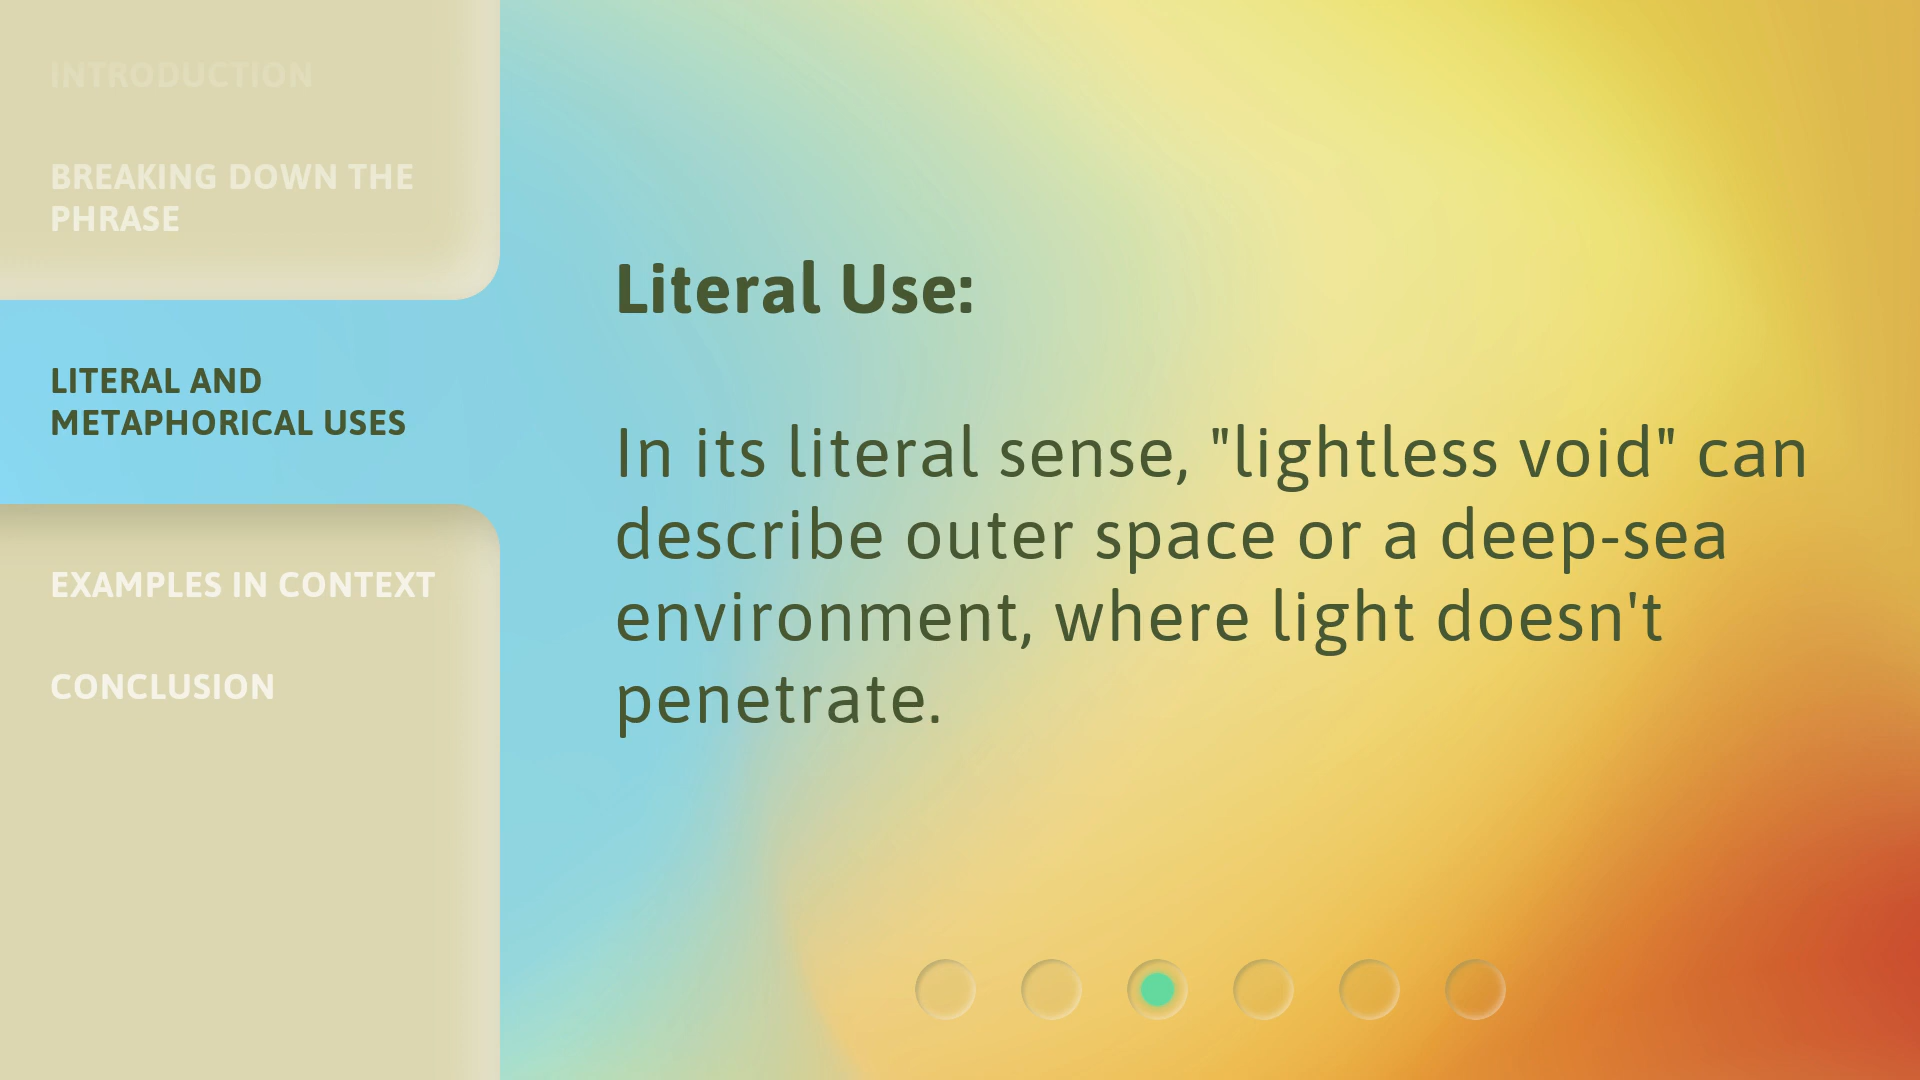 INTRODUCTION
BREAKING DOWN THE
PHRASE
LITERAL AND
METAPHORICAL USES
EXAMPLES IN CONTEXT
CONCLUSION
Literal Use:
In its literal sense, "lightless void" can
describe outer space or a deep-sea
environment, where light doesn't
penetrate.